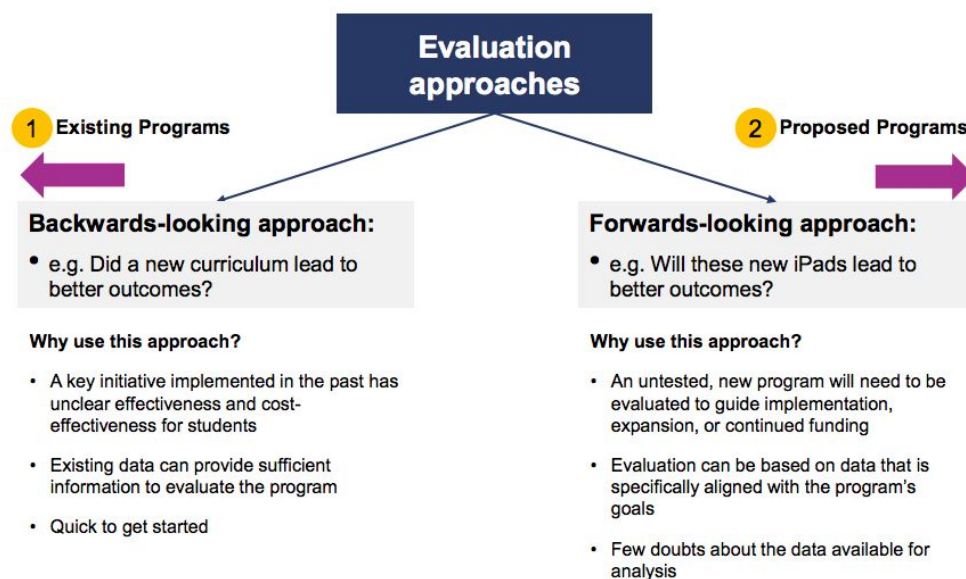 Evaluation
approaches
1 Existing Programs
Backwards-looking approach:
• e.g. Did a new curriculum lead to
better outcomes?
Why use this approach?
• A key initiative implemented in the past has
unclear effectiveness and cost-
effectiveness for students
• Existing data can provide sufficient
information to evaluate the program
• Quick to get started
2 Proposed Programs
Forwards-looking approach:
• e.g. Will these new iPads lead to
better outcomes?
Why use this approach?
• An untested, new program will need to be
evaluated to guide implementation,
expansion, or continued funding
• Evaluation can be based on data that is
specifically aligned with the program's
goals
• Few doubts about the data available for
analysis